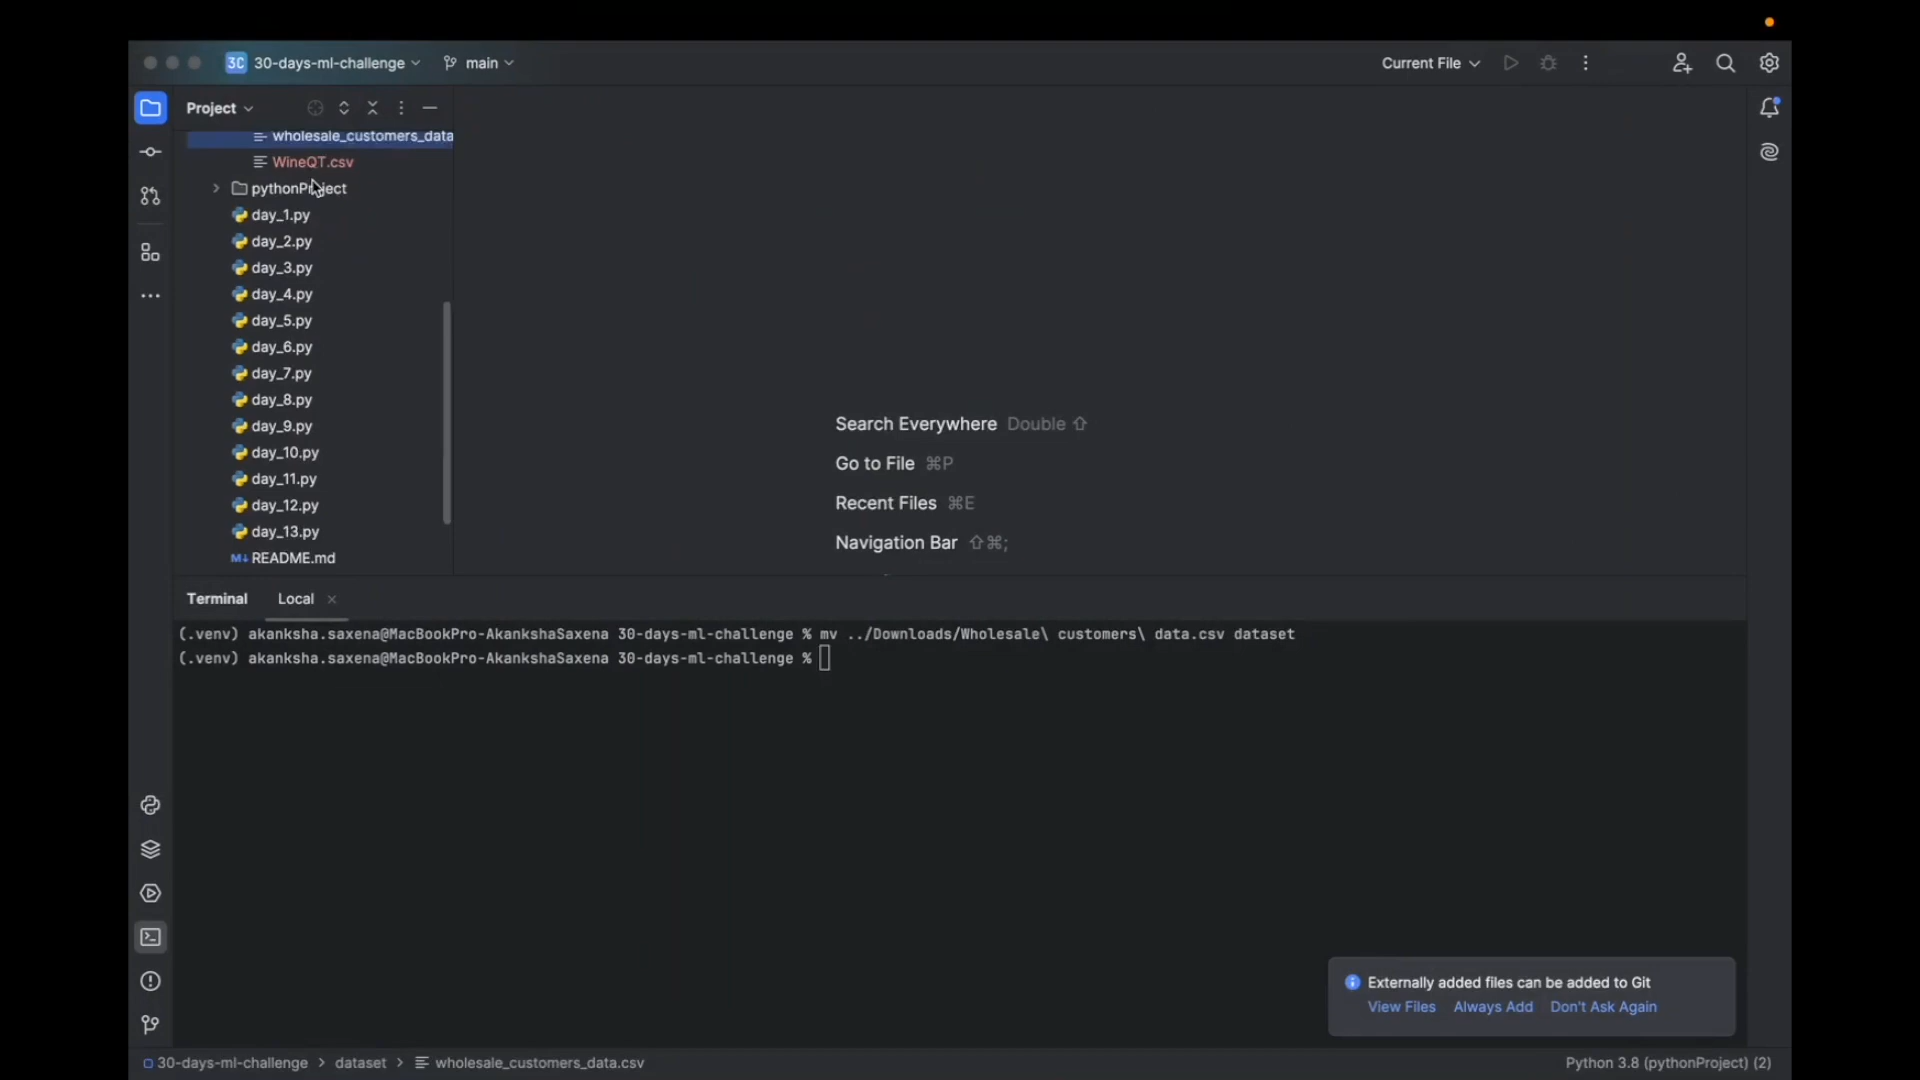 3C 30-days-ml-challenge main Current File
Project
wholesale_customers_data
WineQT.csv
pythonProject
day_1.py
day_2.py
day_3.py
day_4.py
day_5.py
day_6.py
day_7.py
day_8.py
day_9.py
day_10.py
day_11.py
day_12.py
day_13.py
M↓ README.md
Search Everywhere Double ⇧
Go to File ⌘P
Recent Files ⌘E
Navigation Bar ⇧⌘;
Terminal Local ×
(.venv) akanksha.saxena@MacBookPro-AkankshaSaxena 30-days-ml-challenge % mv ../Downloads/Wholesale\ customers\ data.csv dataset
(.venv) akanksha.saxena@MacBookPro-AkankshaSaxena 30-days-ml-challenge %
Externally added files can be added to Git
View Files Always Add Don't Ask Again
30-days-ml-challenge > dataset > wholesale_customers_data.csv Python 3.8 (pythonProject) (2)